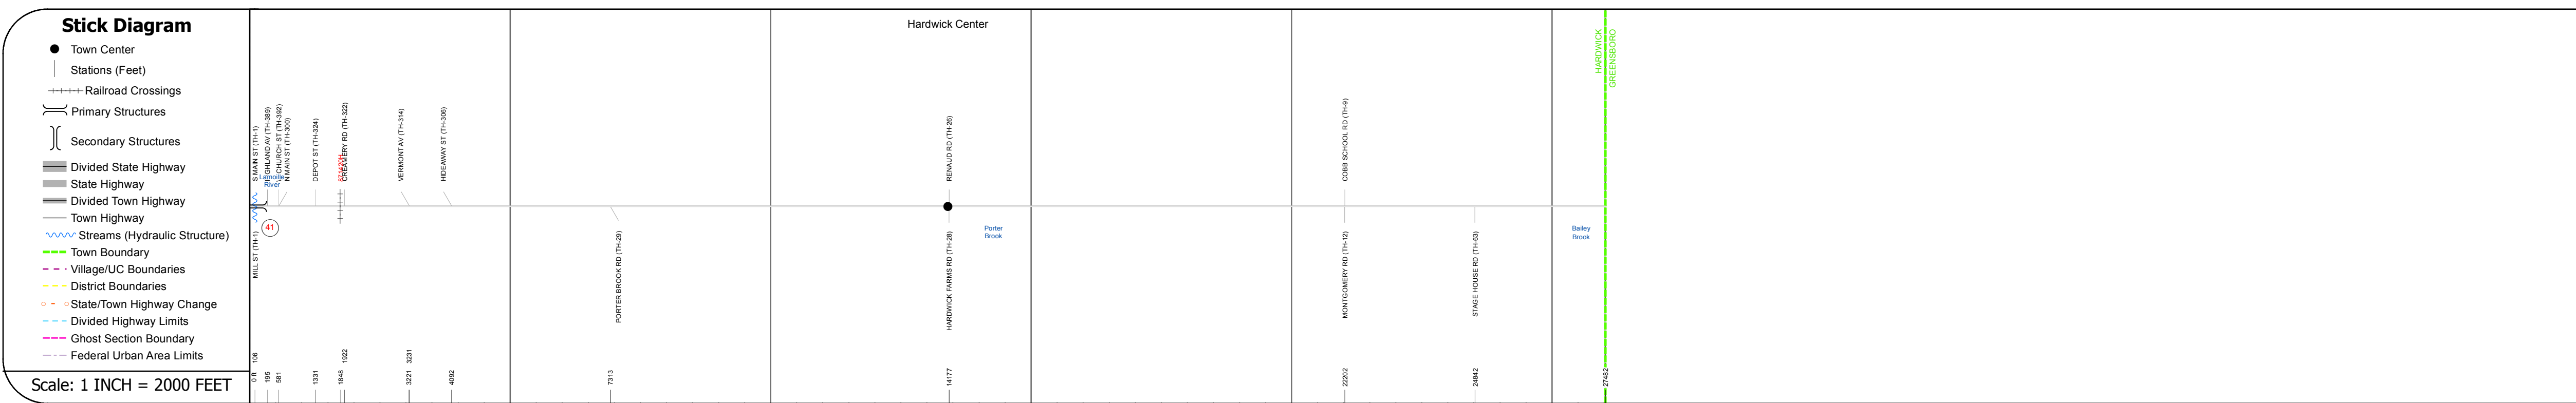 Stick Diagram
Town Center
Stations (Feet)
Railroad Crossings
Primary Structures
Secondary Structures
Divided State Highway
State Highway
Divided Town Highway
Town Highway
Streams (Hydraulic Structure)
Town Boundary
Village/UC Boundaries
District Boundaries
State/Town Highway Change
Divided Highway Limits
Ghost Section Boundary
Federal Urban Area Limits
Scale: 1 INCH = 2000 FEET
Hardwick Center
HARDWICK
GREENSBORO
S MAIN ST (TH-1)
HIGHLAND AV (TH-389)
CHURCH ST (TH-392)
N MAIN ST (TH-300)
DEPOT ST (TH-324)
CREAMERY RD (TH-322)
VERMONT AV (TH-314)
HIDEAWAY ST (TH-306)
RENAUD RD (TH-26)
COBB SCHOOL RD (TH-9)
Lamoille
River
41
MILL ST (TH-1)
PORTER BROOK RD (TH-29)
HARDWICK FARMS RD (TH-28)
Porter
Brook
MONTGOMERY RD (TH-12)
STAGE HOUSE RD (TH-63)
Bailey
Brook
0 ft
106
195
581
1331
1848
1922
3221
3231
4092
7313
14177
22202
24842
27482